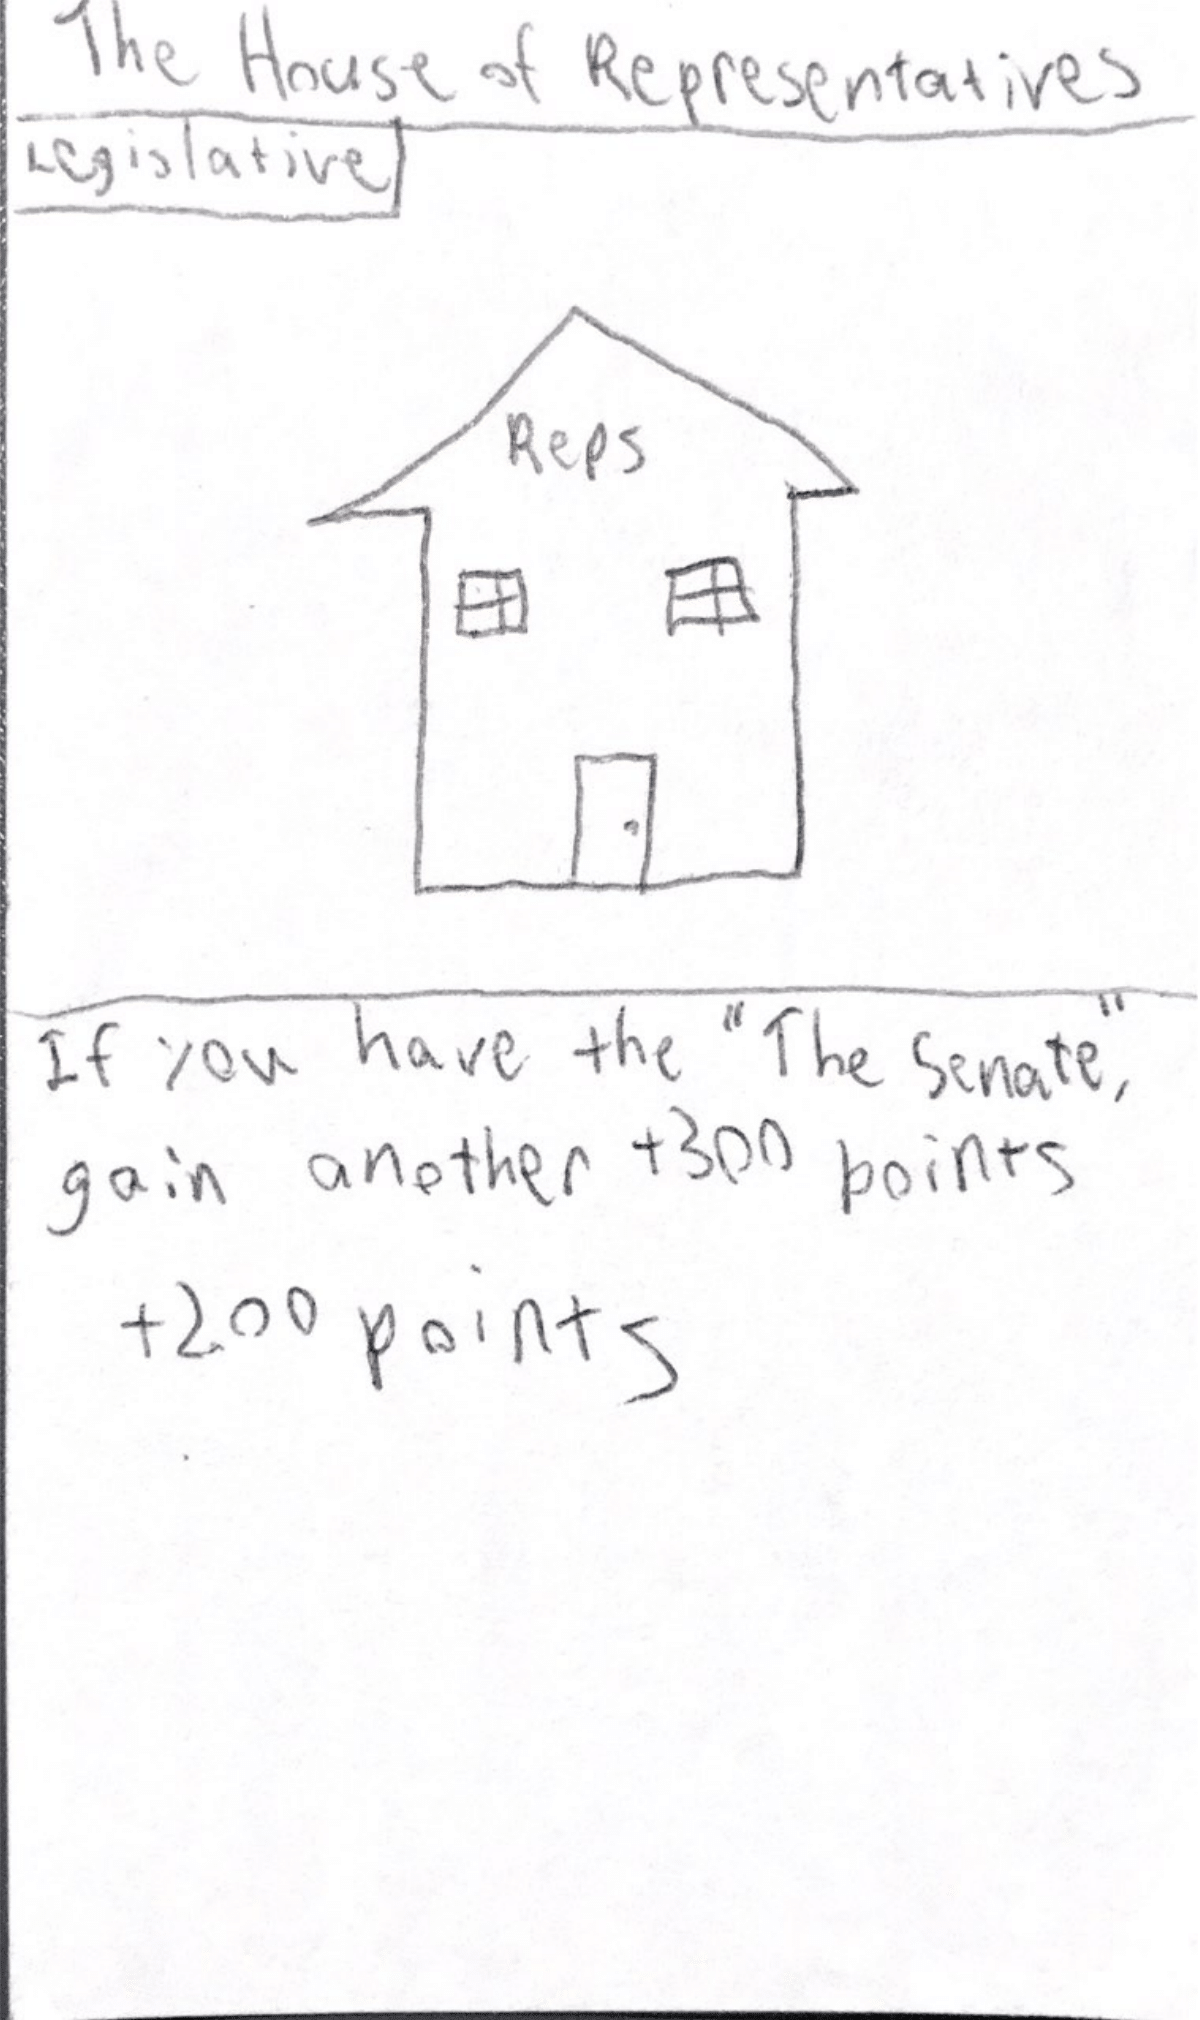 The House of Representatives
Legislative
Reps
If you have the "The Senate",
gain another +300 points
+200 points